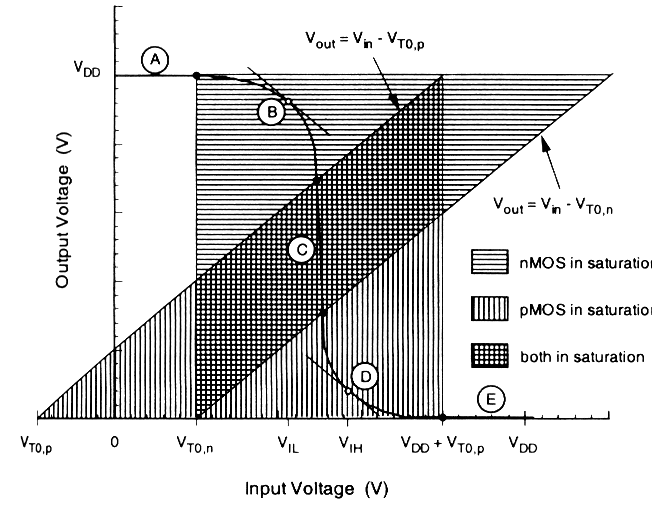 V_out = V_in - V_T0,p
A
V_DD
B
V_out = V_in - V_T0,n
Output Voltage (V)
C
nMOS in saturation
pMOS in saturation
both in saturation
D
E
V_T0,p 0 V_T0,n V_IL V_IH V_DD + V_T0,p V_DD
Input Voltage (V)